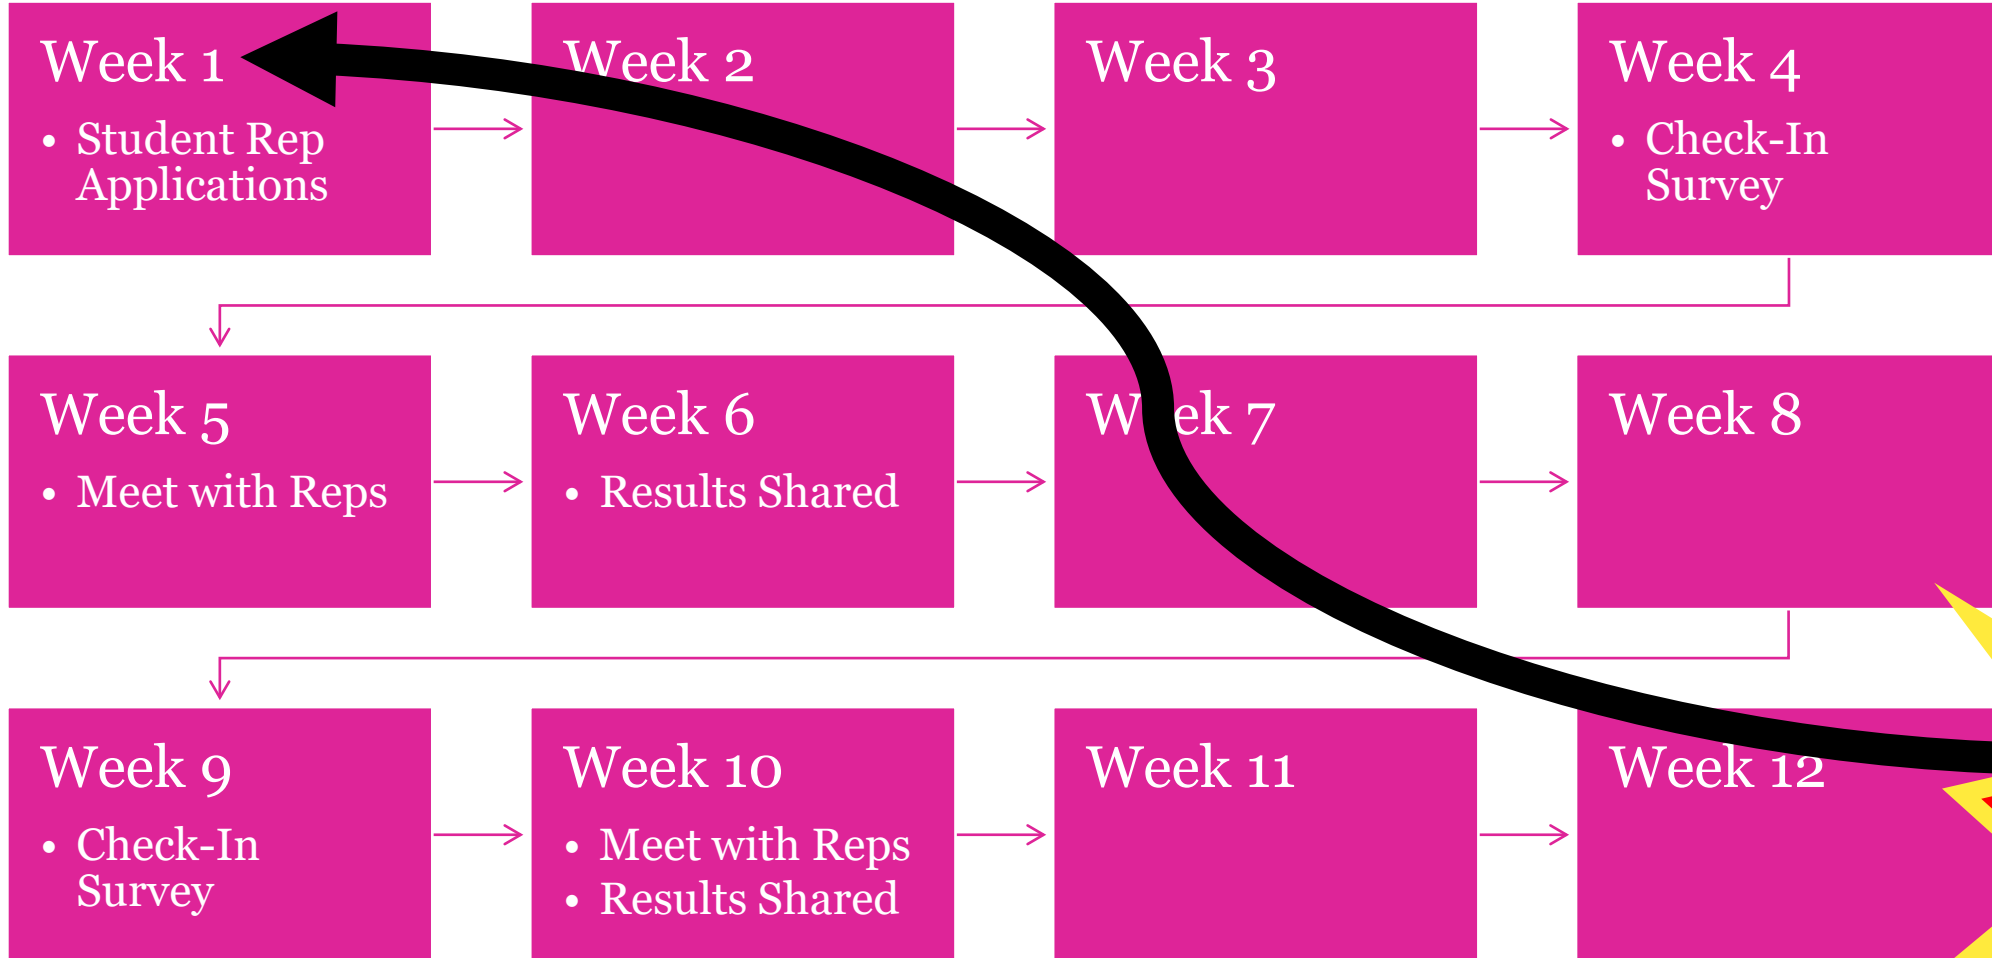 Week 1
• Student Rep
Applications
Week 2
Week 3
Week 4
• Check-In
Survey
Week 5
• Meet with Reps
Week 6
• Results Shared
Week 7
Week 8
Week 9
• Check-In
Survey
Week 10
• Meet with Reps
• Results Shared
Week 11
Week 12